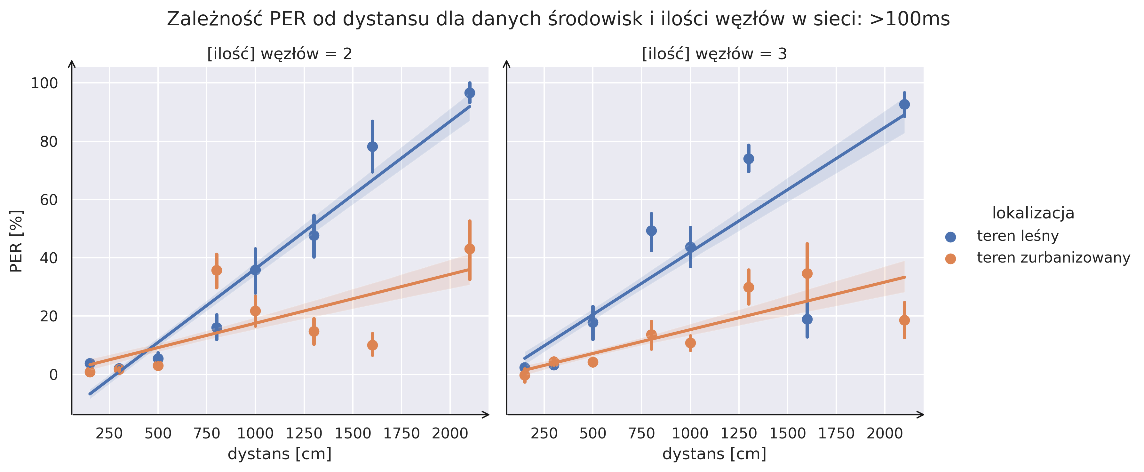 Zależność PER od dystansu dla danych środowisk i ilości węzłów w sieci: >100ms
[ilość] węzłów = 2
[ilość] węzłów = 3
100
80
60
40
20
0
PER [%]
250 500 750 1000 1250 1500 1750 2000
250 500 750 1000 1250 1500 1750 2000
dystans [cm]
dystans [cm]
lokalizacja
teren leśny
teren zurbanizowany